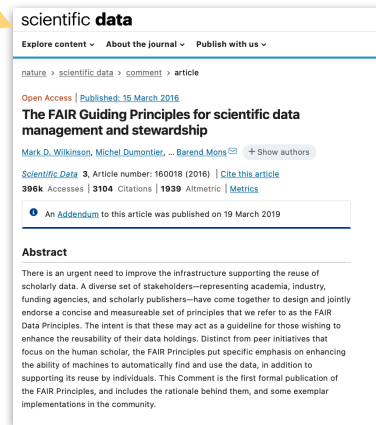 scientific data
Explore content ⌄ About the journal ⌄ Publish with us ⌄
nature > scientific data > comment > article
Open Access | Published: 15 March 2016
The FAIR Guiding Principles for scientific data
management and stewardship
Mark D. Wilkinson, Michel Dumontier, … Barend Mons ✉ + Show authors
Scientific Data 3, Article number: 160018 (2016) | Cite this article
396k Accesses | 3104 Citations | 1939 Altmetric | Metrics
An Addendum to this article was published on 19 March 2019
Abstract
There is an urgent need to improve the infrastructure supporting the reuse of
scholarly data. A diverse set of stakeholders—representing academia, industry,
funding agencies, and scholarly publishers—have come together to design and jointly
endorse a concise and measureable set of principles that we refer to as the FAIR
Data Principles. The intent is that these may act as a guideline for those wishing to
enhance the reusability of their data holdings. Distinct from peer initiatives that
focus on the human scholar, the FAIR Principles put specific emphasis on enhancing
the ability of machines to automatically find and use the data, in addition to
supporting its reuse by individuals. This Comment is the first formal publication of
the FAIR Principles, and includes the rationale behind them, and some exemplar
implementations in the community.